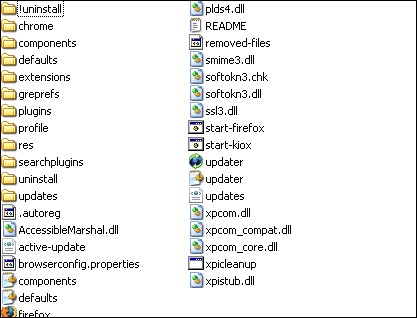 !uninstall
chrome
components
defaults
extensions
greprefs
plugins
profile
res
searchplugins
uninstall
updates
.autoreg
AccessibleMarshal.dll
active-update
browserconfig.properties
components
defaults
firefox
plds4.dll
README
removed-files
smime3.dll
softokn3.chk
softokn3.dll
ssl3.dll
start-firefox
start-kiox
updater
updater
updates
xpcom.dll
xpcom_compat.dll
xpcom_core.dll
xpicleanup
xpistub.dll